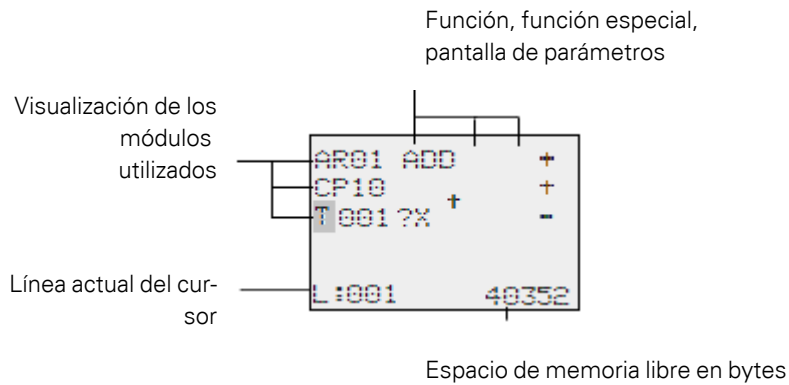 Función, función especial,
pantalla de parámetros
Visualización de los
módulos
utilizados
AR01 ADD +
CP10 +
T 001?X † -
Línea actual del cur-
sor
L:001 40352
Espacio de memoria libre en bytes